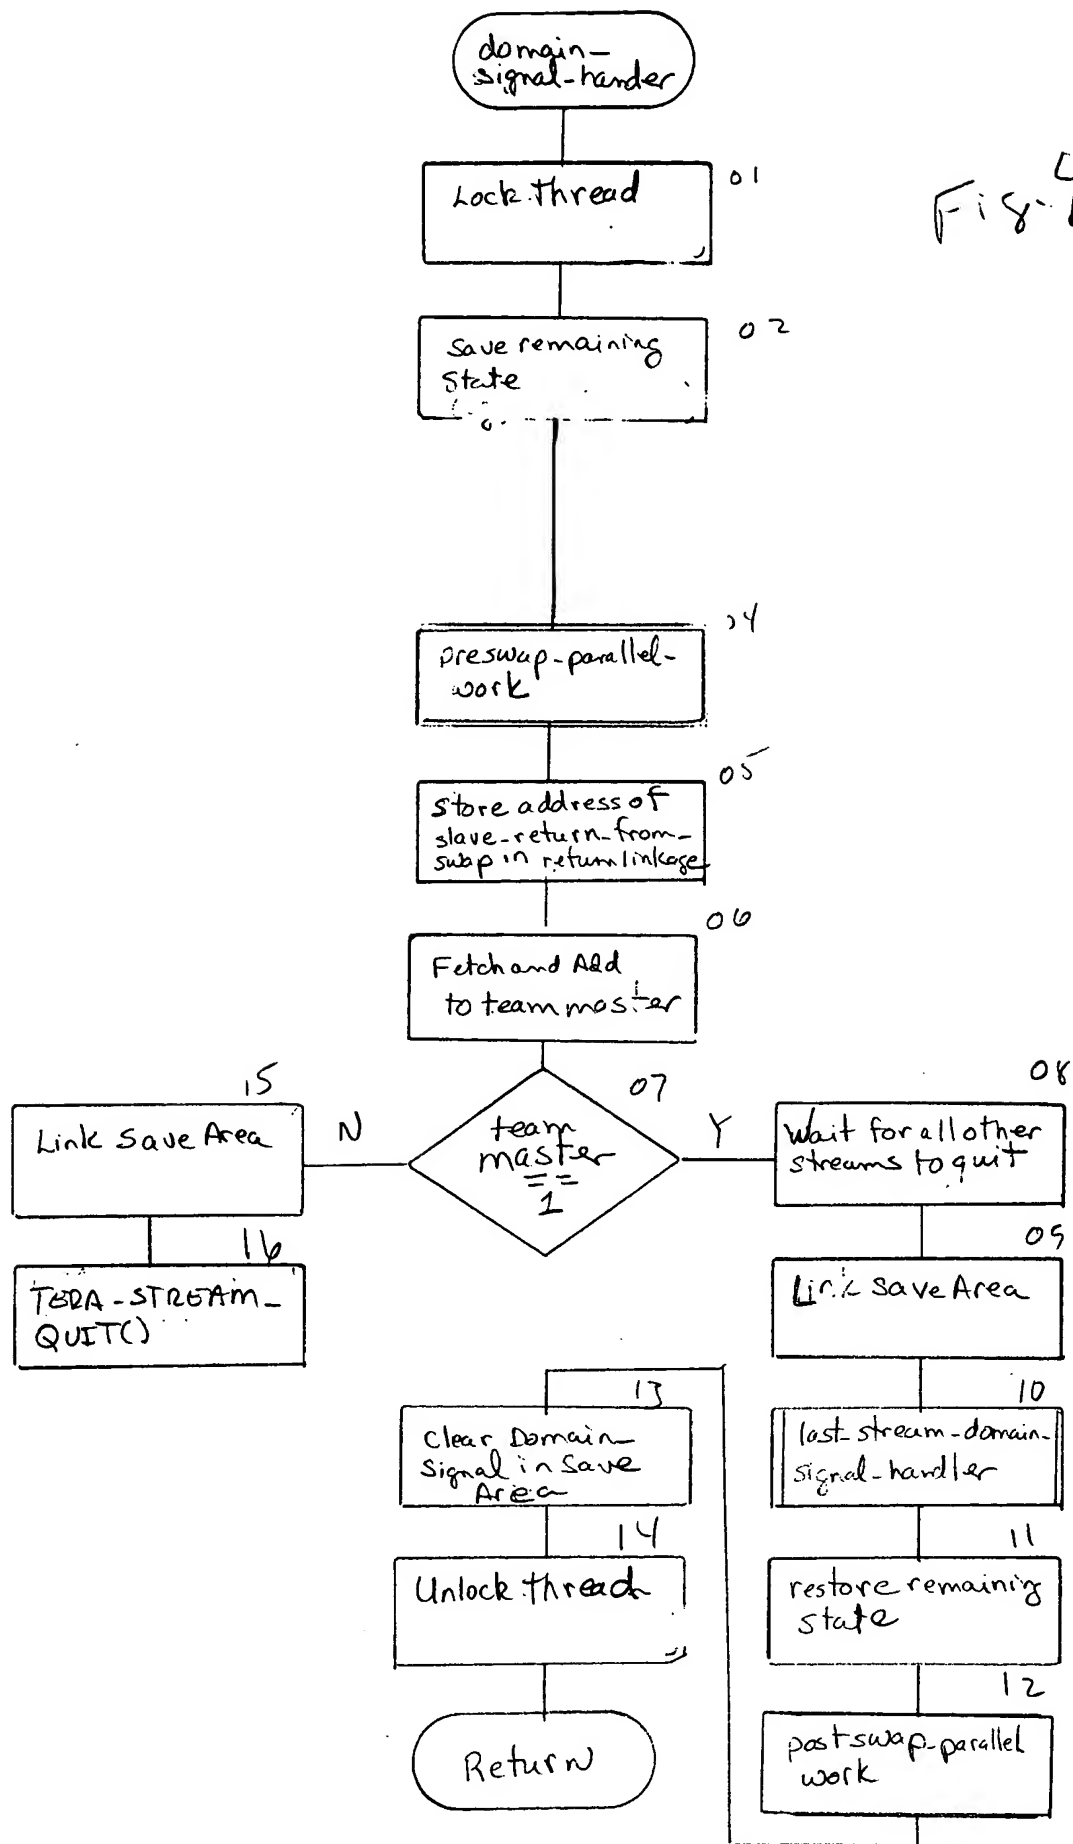 domain-
signal-hander
01
Lock thread
Fig.
02
Save remaining
State
04
preswap-parallel-
work
05
store address of
slave-return-from-
swap in return linkage
06
Fetch and Add
to team master
07
team
master
==
1
N
Y
15
Link Save Area
16
TERA-STREAM-
QUIT()
08
Wait for all other
streams to quit
09
Link Save Area
10
last-stream-domain-
signal-handler
11
restore remaining
state
12
post swap-parallel
work
13
Clear Domain-
Signal in Save
Area
14
Unlock thread
Return